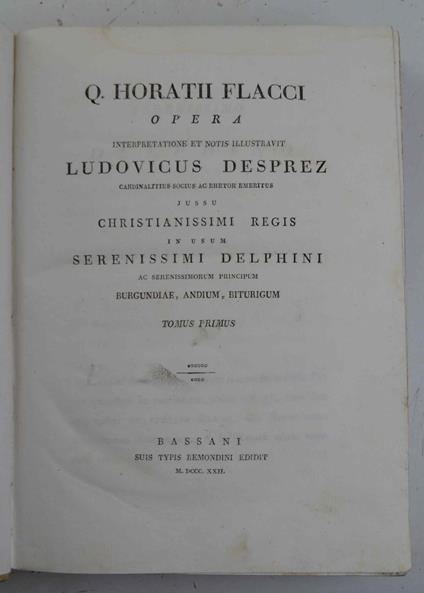 Q. HORATII FLACCI
OPERA
INTERPRETATIONE ET NOTIS ILLUSTRAVIT
LUDOVICUS DESPREZ
CARDINALITIUS SOCIUS AC RHETOR EMERITUS
JUSSU
CHRISTIANISSIMI REGIS
IN USUM
SERENISSIMI DELPHINI
AC SERENISSIMORUM PRINCIPUM
BURGUNDIAE, ANDIUM, BITURIGUM
TOMUS PRIMUS
BASSANI
SUIS TYPIS REMONDINI EDIDIT
M. DCCC. XXII.